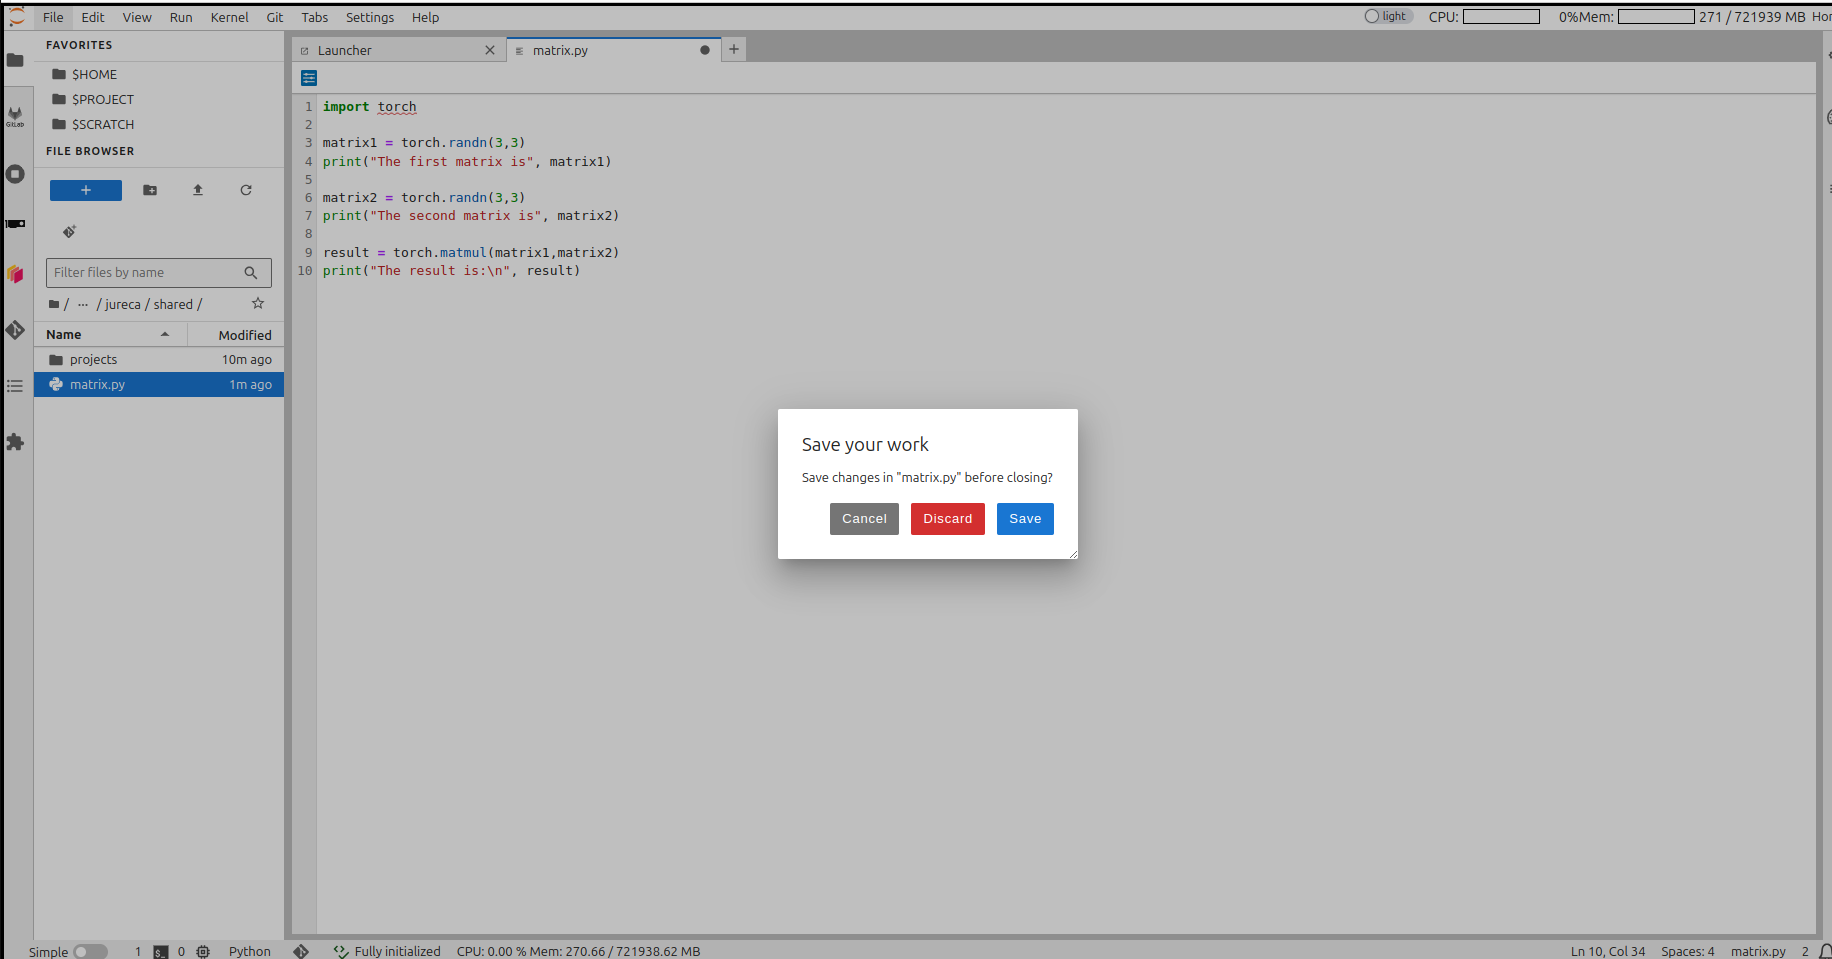 File Edit View Run Kernel Git Tabs Settings Help
light CPU: 0% Mem: 271 / 721939 MB
FAVORITES
$HOME
$PROJECT
$SCRATCH
FILE BROWSER
GitLab
Filter files by name
/ ··· / jureca / shared /
Name Modified
projects 10m ago
matrix.py 1m ago
Launcher matrix.py
1 import torch
2
3 matrix1 = torch.randn(3,3)
4 print("The first matrix is", matrix1)
5
6 matrix2 = torch.randn(3,3)
7 print("The second matrix is", matrix2)
8
9 result = torch.matmul(matrix1,matrix2)
10 print("The result is:\n", result)
Save your work
Save changes in "matrix.py" before closing?
Cancel Discard Save
Simple 1 $_ 0 Python Fully initialized CPU: 0.00 % Mem: 270.66 / 721938.62 MB Ln 10, Col 34 Spaces: 4 matrix.py 2